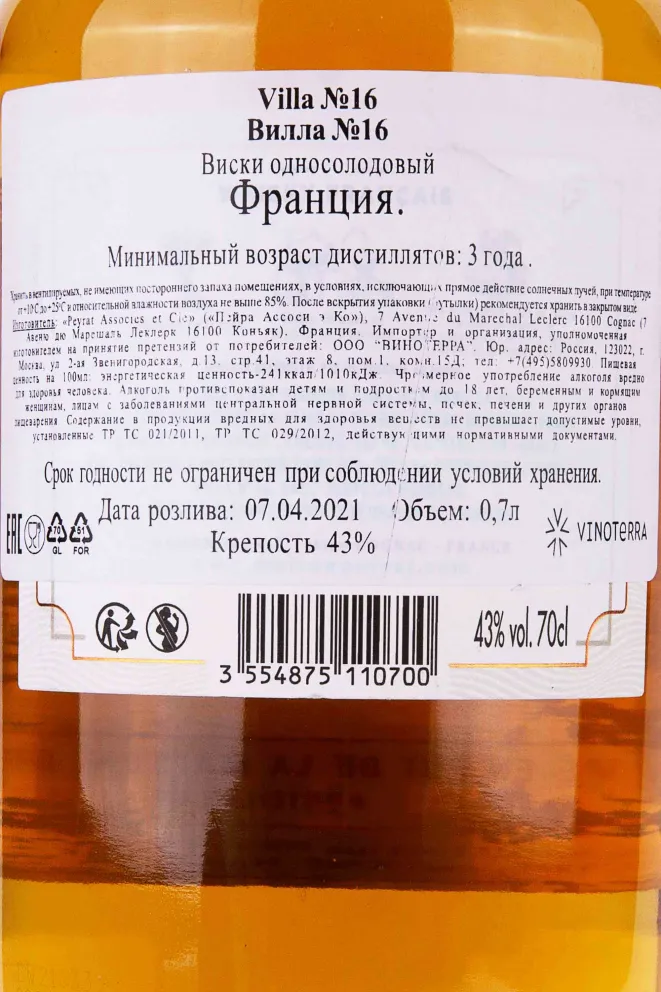 Villa №16
Вилла №16
Виски односолодовый
Франция.
Минимальный возраст дистиллятов: 3 года .
Хранить в вентилируемых, не имеющих постороннего запаха помещениях, в условиях, исключающих прямое действие солнечных лучей, при температуре
от +10°С до +25°С и относительной влажности воздуха не выше 85%. После вскрытия упаковки (бутылки) рекомендуется хранить в закрытом виде
Изготовитель: «Peyrat Associes et Cie» («Пэйра Ассоси э Ко»), 7 Avenue du Marechal Leclerc 16100 Cognac (7
Авеню дю Марешаль Леклерк 16100 Коньяк), Франция. Импортер и организация, уполномоченная
изготовителем на принятие претензий от потребителей: ООО "ВИНОТЕРРА", Юр. адрес: Россия, 123022, г.
Москва, ул 2-ая Звенигородская, д.13, стр.41, этаж 8, пом.1, комн.15Д; тел: +7(495)5809930. Пищевая
ценность на 100мл: энергетическая ценность-241ккал/1010кДж. Чрезмерное употребление алкоголя вредно
для здоровья человека. Алкоголь противопоказан детям и подросткам до 18 лет, беременным и кормящим
женщинам, лицам с заболеваниями центральной нервной системы, почек, печени и других органов
пищеварения Содержание в продукции вредных для здоровья веществ не превышает допустимые уровни,
установленные ТР ТС 021/2011, ТР ТС 029/2012, действующими нормативными документами.
Срок годности не ограничен при соблюдении условий хранения.
Дата розлива: 07.04.2021 Объем: 0,7л
Крепость 43%
EAC
70
GL
51
FOR
VINOTERRA
43% vol. 70cl
3 554875 110700